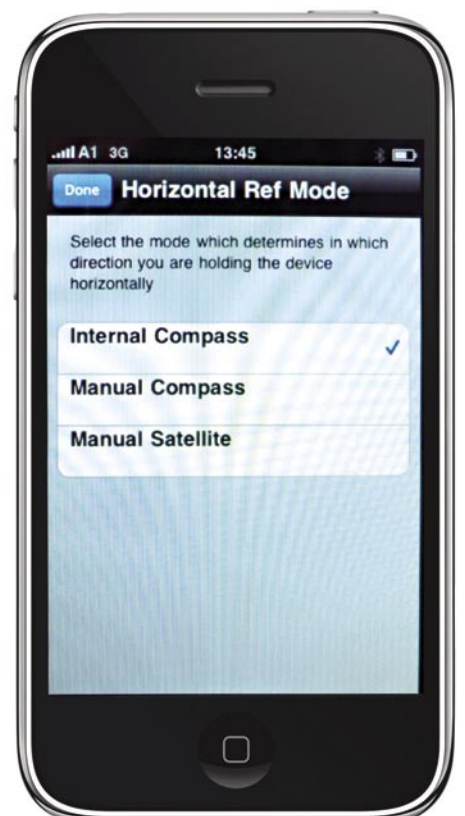 A1 3G 13:45
Done Horizontal Ref Mode
Select the mode which determines in which
direction you are holding the device
horizontally
Internal Compass
Manual Compass
Manual Satellite